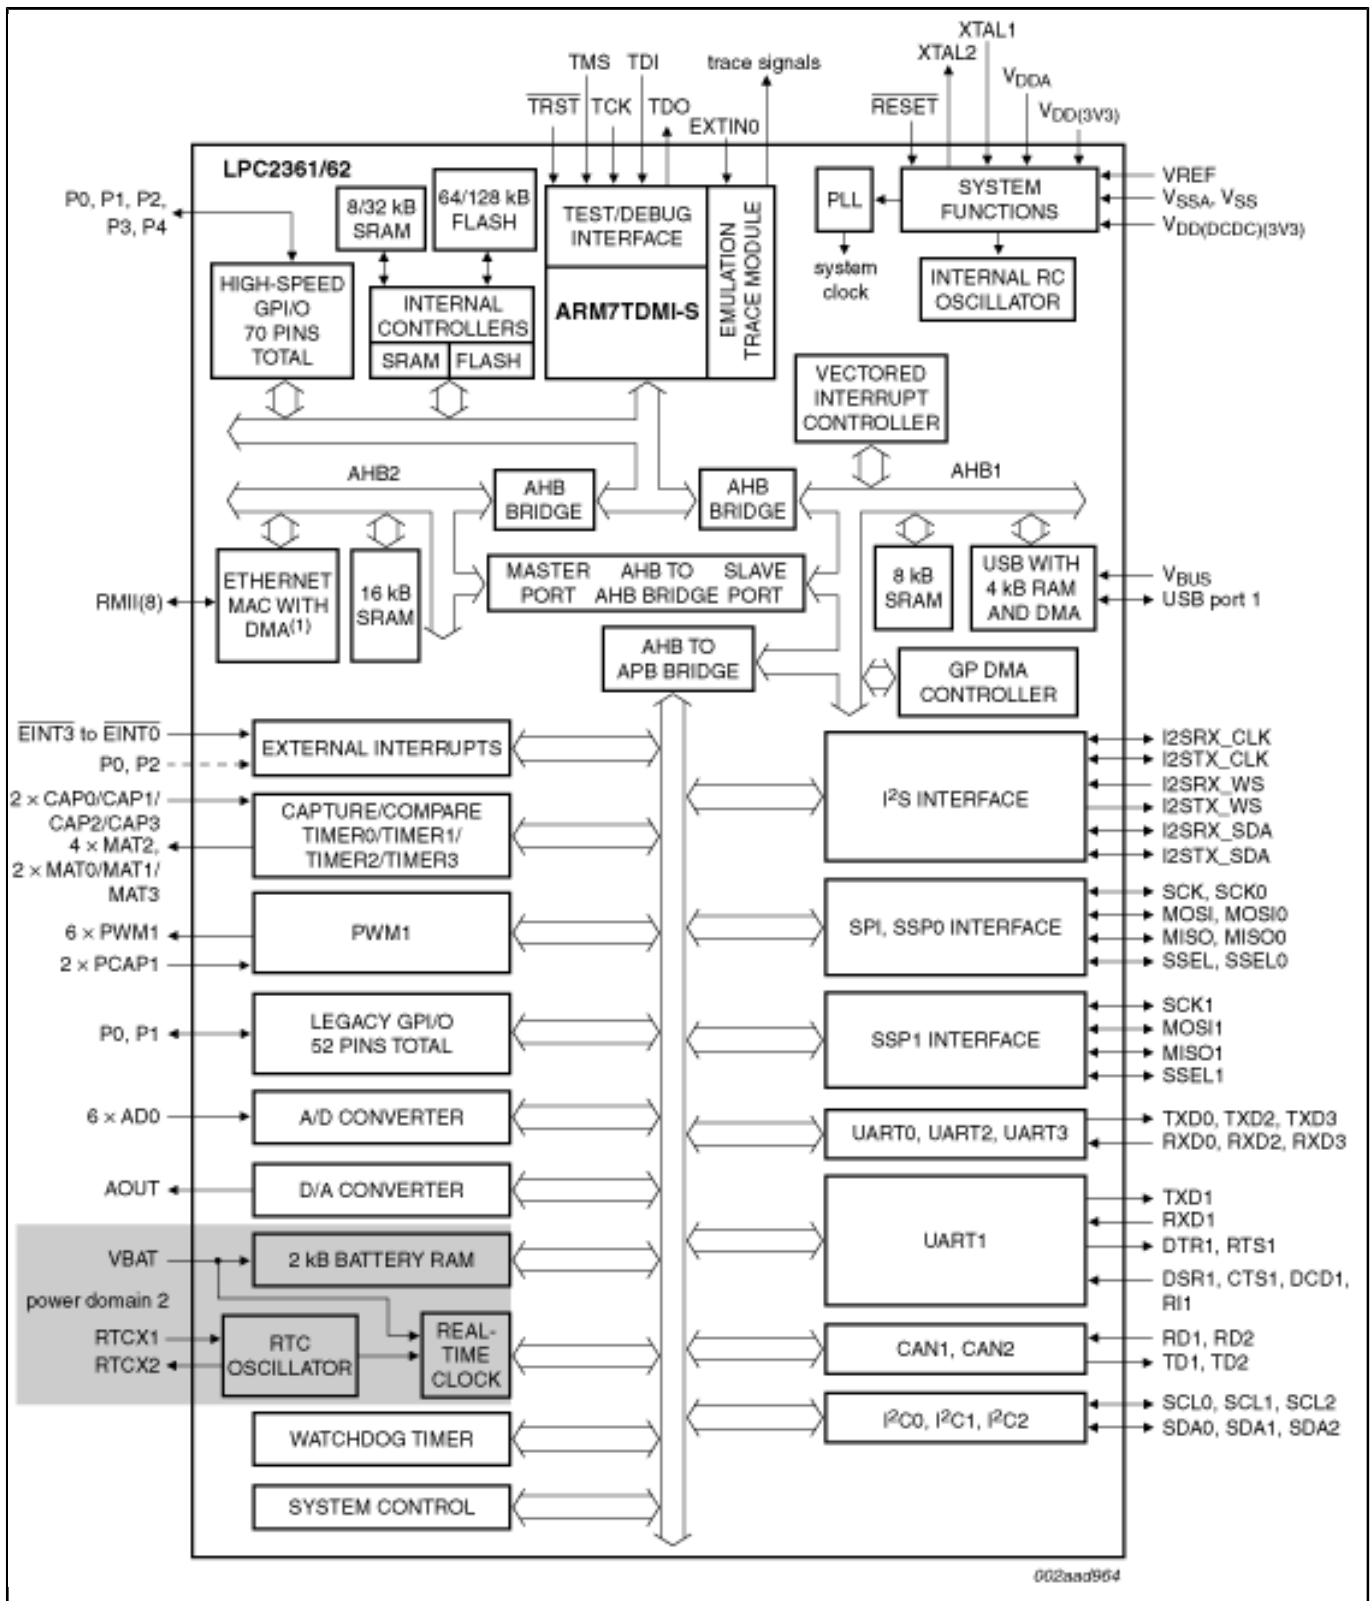 XTAL1
XTAL2
TMS TDI
trace signals
VDDA
TRST TCK TDO
EXTIN0
RESET
VDD(3V3)
LPC2361/62
P0, P1, P2,
P3, P4
8/32 kB
SRAM
64/128 kB
FLASH
TEST/DEBUG
INTERFACE
EMULATION
TRACE MODULE
PLL
SYSTEM
FUNCTIONS
VREF
VSSA, VSS
VDD(DCDC)(3V3)
system
clock
HIGH-SPEED
GPI/O
70 PINS
TOTAL
INTERNAL
CONTROLLERS
SRAM FLASH
ARM7TDMI-S
INTERNAL RC
OSCILLATOR
VECTORED
INTERRUPT
CONTROLLER
AHB2
AHB
BRIDGE
AHB
BRIDGE
AHB1
RMII(8)
ETHERNET
MAC WITH
DMA(1)
16 kB
SRAM
MASTER
PORT
AHB TO
AHB BRIDGE
SLAVE
PORT
8 kB
SRAM
USB WITH
4 kB RAM
AND DMA
VBUS
USB port 1
AHB TO
APB BRIDGE
GP DMA
CONTROLLER
EINT3 to EINT0
P0, P2
EXTERNAL INTERRUPTS
2 × CAP0/CAP1/
CAP2/CAP3
4 × MAT2,
2 × MAT0/MAT1/
MAT3
CAPTURE/COMPARE
TIMER0/TIMER1/
TIMER2/TIMER3
6 × PWM1
2 × PCAP1
PWM1
P0, P1
LEGACY GPI/O
52 PINS TOTAL
6 × AD0
A/D CONVERTER
AOUT
D/A CONVERTER
VBAT
2 kB BATTERY RAM
power domain 2
RTCX1
RTCX2
RTC
OSCILLATOR
REAL-
TIME
CLOCK
WATCHDOG TIMER
SYSTEM CONTROL
I2S INTERFACE
I2SRX_CLK
I2STX_CLK
I2SRX_WS
I2STX_WS
I2SRX_SDA
I2STX_SDA
SPI, SSP0 INTERFACE
SCK, SCK0
MOSI, MOSI0
MISO, MISO0
SSEL, SSEL0
SSP1 INTERFACE
SCK1
MOSI1
MISO1
SSEL1
UART0, UART2, UART3
TXD0, TXD2, TXD3
RXD0, RXD2, RXD3
UART1
TXD1
RXD1
DTR1, RTS1
DSR1, CTS1, DCD1,
RI1
CAN1, CAN2
RD1, RD2
TD1, TD2
I2C0, I2C1, I2C2
SCL0, SCL1, SCL2
SDA0, SDA1, SDA2
002aad964